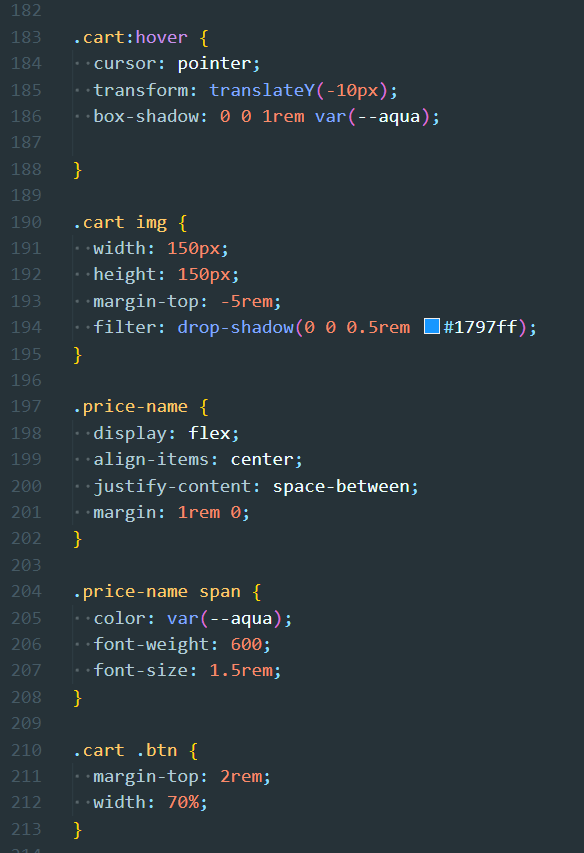 182
183 .cart:hover {
184 cursor: pointer;
185 transform: translateY(-10px);
186 box-shadow: 0 0 1rem var(--aqua);
187
188 }
189
190 .cart img {
191 width: 150px;
192 height: 150px;
193 margin-top: -5rem;
194 filter: drop-shadow(0 0 0.5rem #1797ff);
195 }
196
197 .price-name {
198 display: flex;
199 align-items: center;
200 justify-content: space-between;
201 margin: 1rem 0;
202 }
203
204 .price-name span {
205 color: var(--aqua);
206 font-weight: 600;
207 font-size: 1.5rem;
208 }
209
210 .cart .btn {
211 margin-top: 2rem;
212 width: 70%;
213 }
214